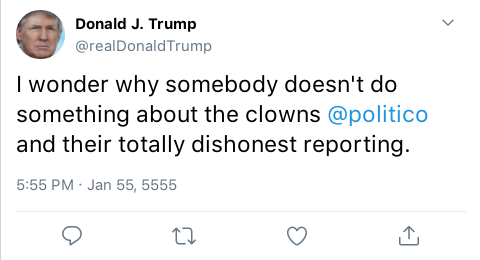 Donald J. Trump
@realDonaldTrump
I wonder why somebody doesn't do
something about the clowns @politico
and their totally dishonest reporting.
5:55 PM · Jan 55, 5555